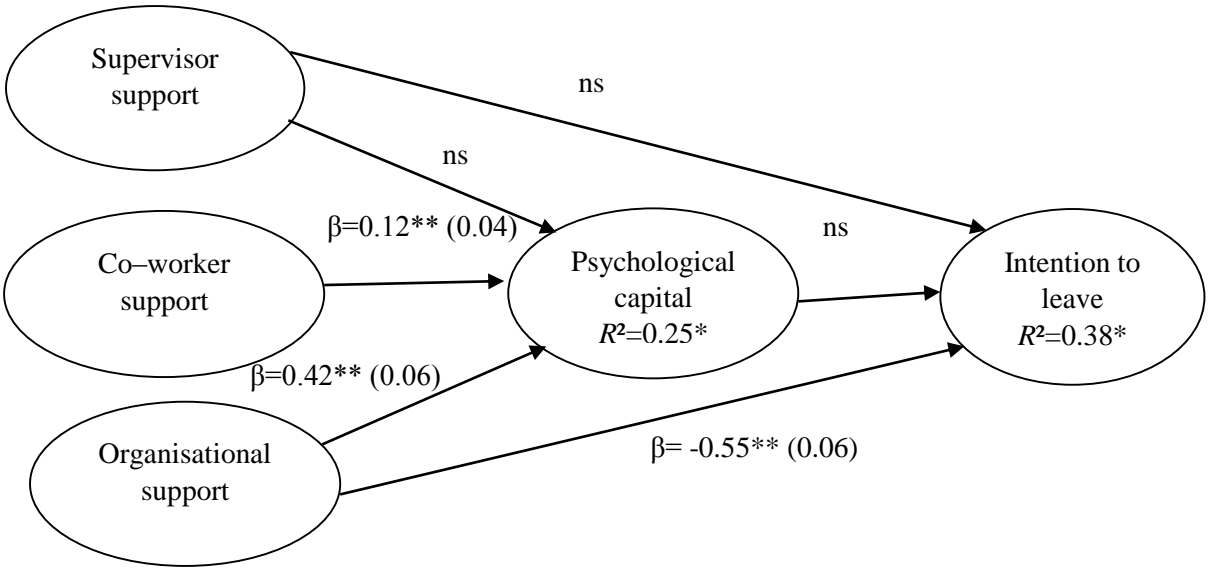 Supervisor
support
ns
ns
β=0.12** (0.04)
ns
Co–worker
support
Psychological
capital
R²=0.25*
Intention to
leave
R²=0.38*
β=0.42** (0.06)
Organisational
support
β= -0.55** (0.06)